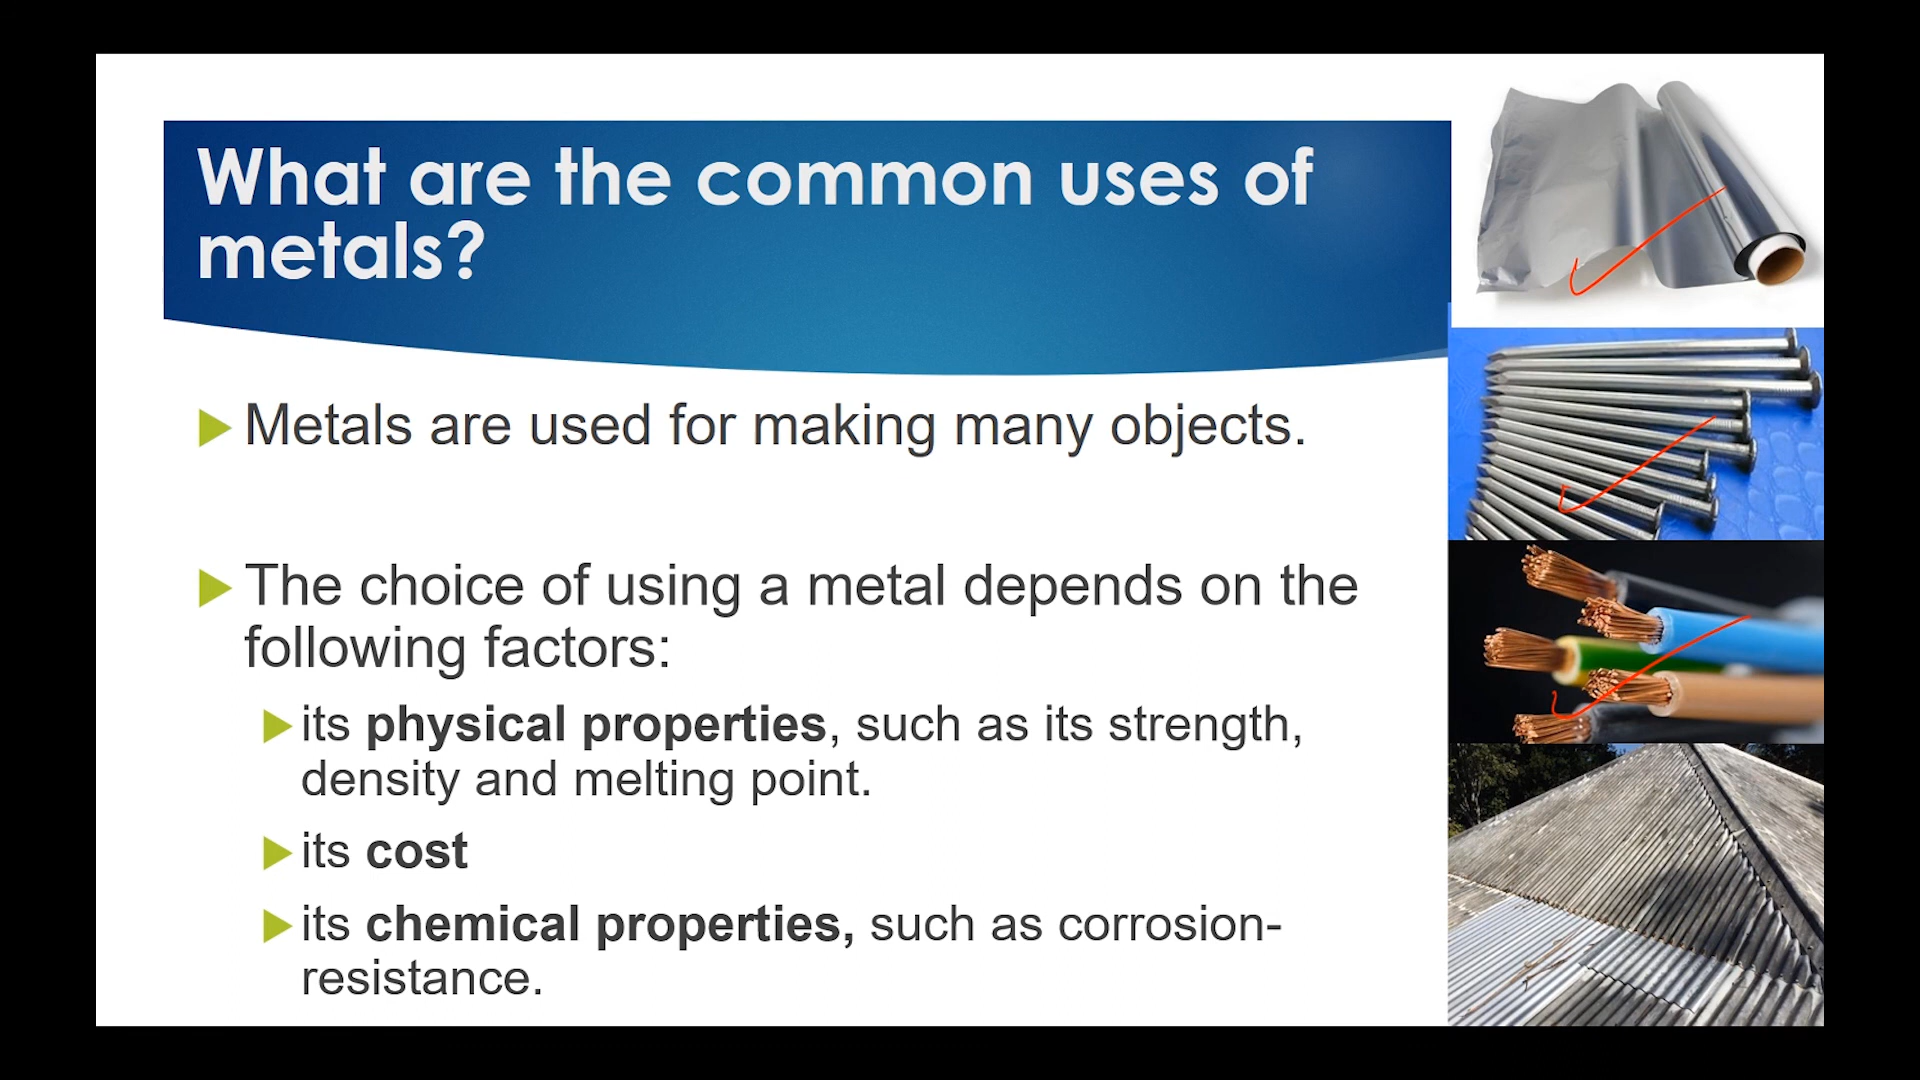 What are the common uses of
metals?
Metals are used for making many objects.
The choice of using a metal depends on the
following factors:
its physical properties, such as its strength,
density and melting point.
its cost
its chemical properties, such as corrosion-
resistance.